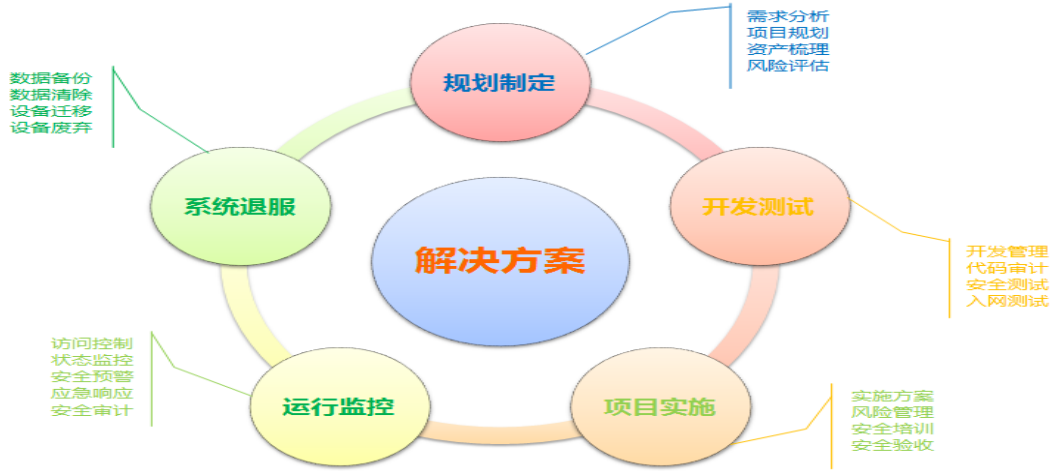 需求分析
项目规划
资产梳理
风险评估
规划制定
数据备份
数据清除
设备迁移
设备废弃
系统退服
开发测试
解决方案
开发管理
代码审计
安全测试
入网测试
访问控制
状态监控
安全预警
应急响应
安全审计
运行监控
项目实施
实施方案
风险管理
安全培训
安全验收